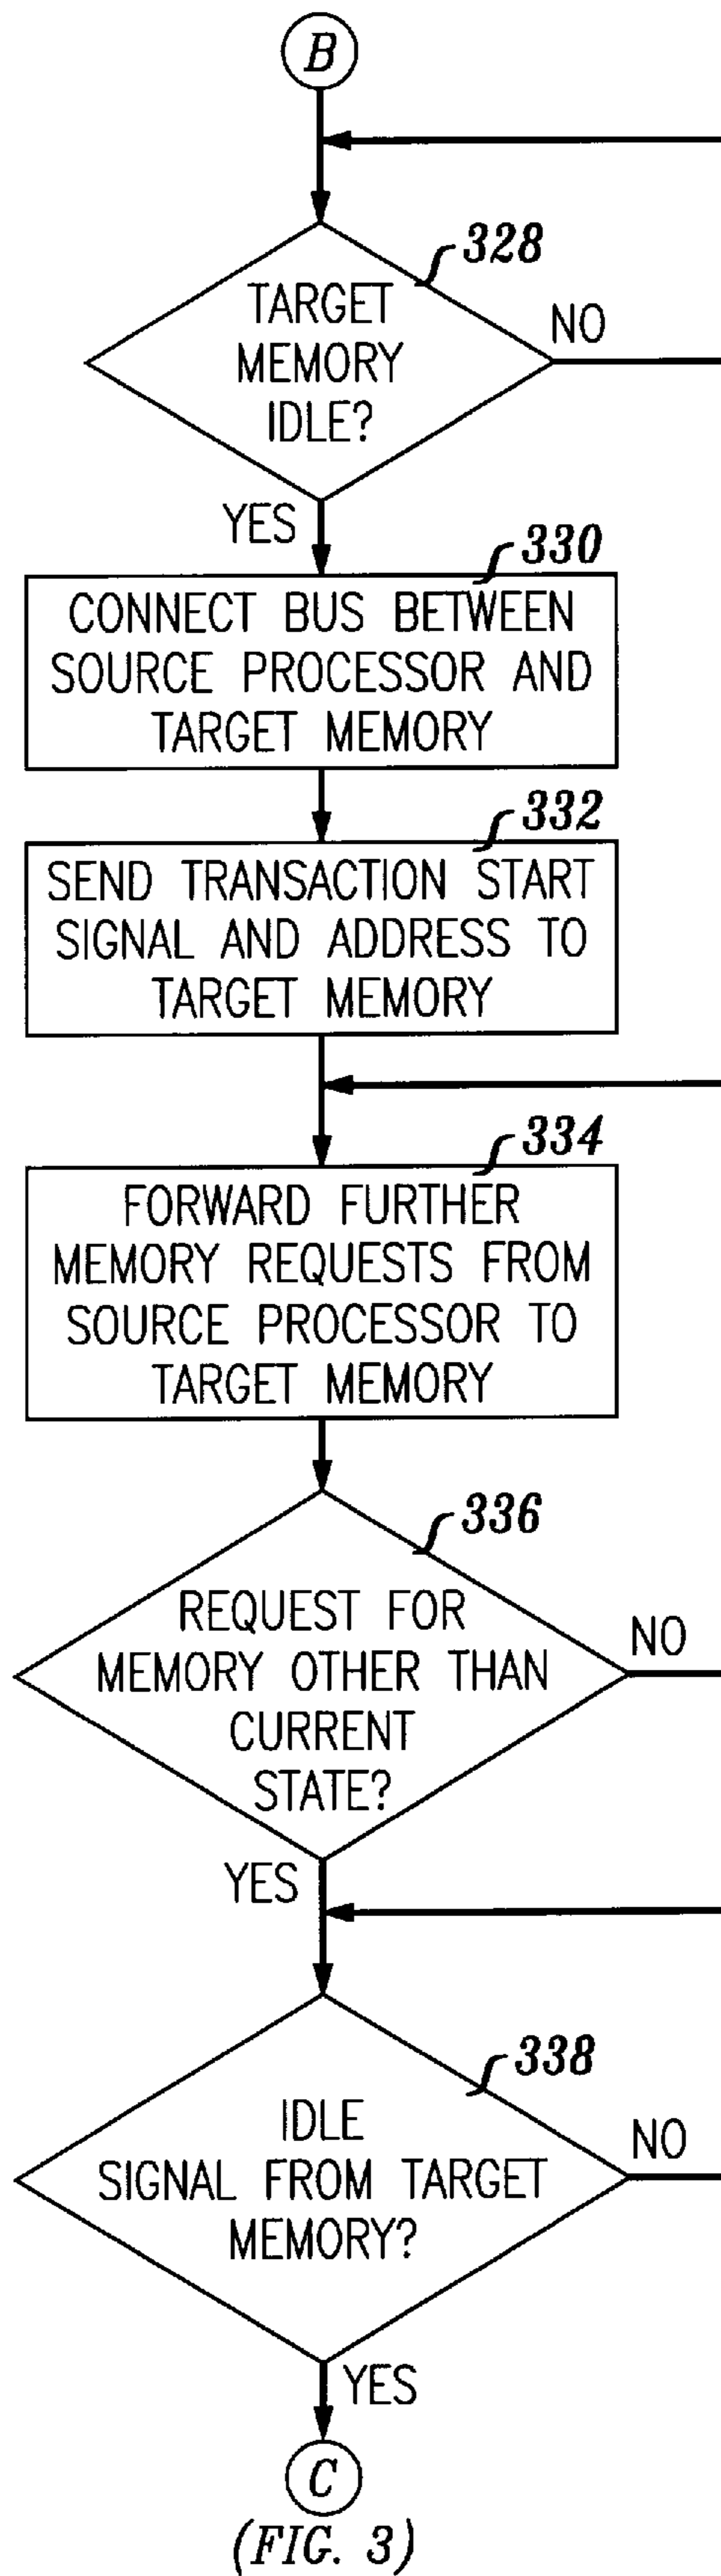 B
328
TARGET
MEMORY
IDLE?
NO
YES
330
CONNECT BUS BETWEEN
SOURCE PROCESSOR AND
TARGET MEMORY
332
SEND TRANSACTION START
SIGNAL AND ADDRESS TO
TARGET MEMORY
334
FORWARD FURTHER
MEMORY REQUESTS FROM
SOURCE PROCESSOR TO
TARGET MEMORY
336
REQUEST FOR
MEMORY OTHER THAN
CURRENT
STATE?
NO
YES
338
IDLE
SIGNAL FROM TARGET
MEMORY?
NO
YES
C
(FIG. 3)